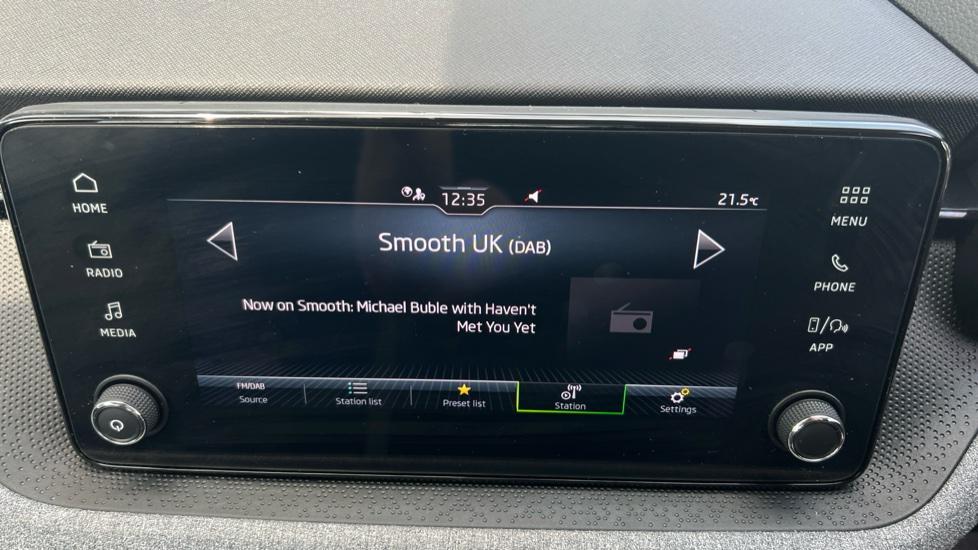 HOME
RADIO
MEDIA
12:35
21.5°C
Smooth UK (DAB)
Now on Smooth: Michael Buble with Haven't
Met You Yet
FM/DAB
Source
Station list
Preset list
Station
Settings
MENU
PHONE
APP